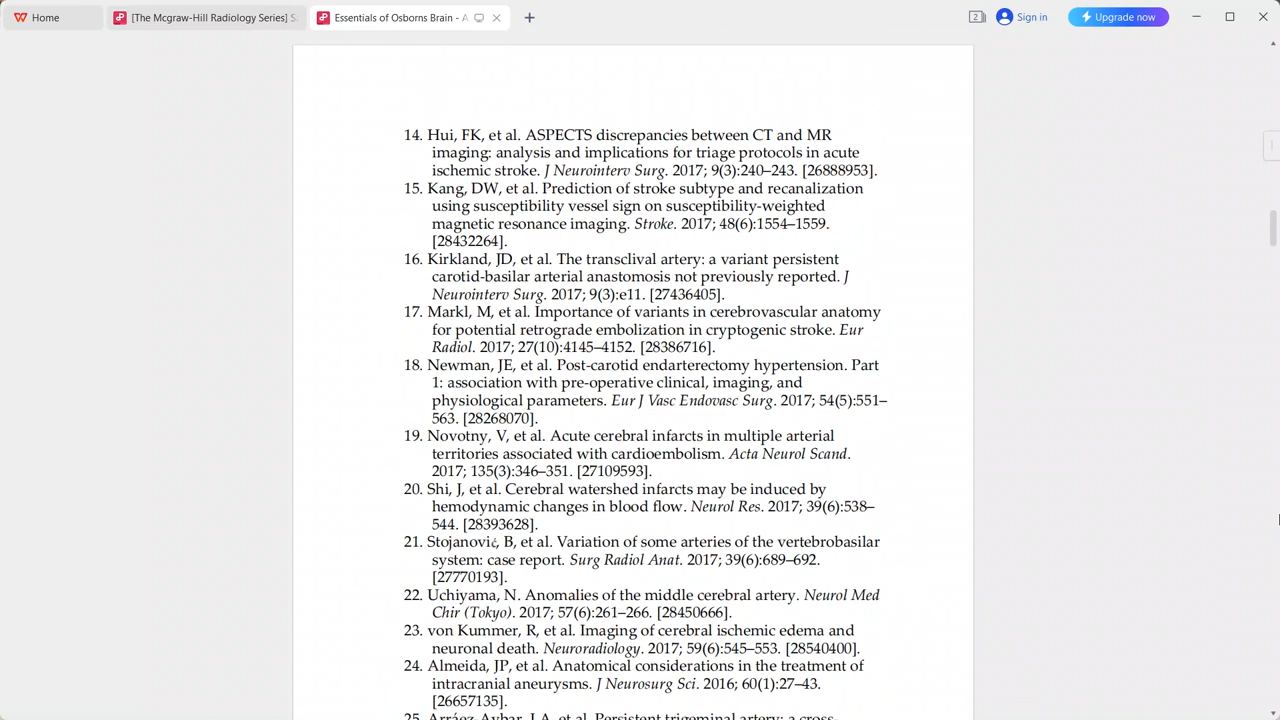 Home
[The Mcgraw-Hill Radiology Series] S
Essentials of Osborns Brain - A
2
Sign in
Upgrade now
14. Hui, FK, et al. ASPECTS discrepancies between CT and MR
imaging: analysis and implications for triage protocols in acute
ischemic stroke. J Neurointerv Surg. 2017; 9(3):240–243. [26888953].
15. Kang, DW, et al. Prediction of stroke subtype and recanalization
using susceptibility vessel sign on susceptibility-weighted
magnetic resonance imaging. Stroke. 2017; 48(6):1554–1559.
[28432264].
16. Kirkland, JD, et al. The transclival artery: a variant persistent
carotid-basilar arterial anastomosis not previously reported. J
Neurointerv Surg. 2017; 9(3):e11. [27436405].
17. Markl, M, et al. Importance of variants in cerebrovascular anatomy
for potential retrograde embolization in cryptogenic stroke. Eur
Radiol. 2017; 27(10):4145–4152. [28386716].
18. Newman, JE, et al. Post-carotid endarterectomy hypertension. Part
1: association with pre-operative clinical, imaging, and
physiological parameters. Eur J Vasc Endovasc Surg. 2017; 54(5):551–
563. [28268070].
19. Novotny, V, et al. Acute cerebral infarcts in multiple arterial
territories associated with cardioembolism. Acta Neurol Scand.
2017; 135(3):346–351. [27109593].
20. Shi, J, et al. Cerebral watershed infarcts may be induced by
hemodynamic changes in blood flow. Neurol Res. 2017; 39(6):538–
544. [28393628].
21. Stojanović, B, et al. Variation of some arteries of the vertebrobasilar
system: case report. Surg Radiol Anat. 2017; 39(6):689–692.
[27770193].
22. Uchiyama, N. Anomalies of the middle cerebral artery. Neurol Med
Chir (Tokyo). 2017; 57(6):261–266. [28450666].
23. von Kummer, R, et al. Imaging of cerebral ischemic edema and
neuronal death. Neuroradiology. 2017; 59(6):545–553. [28540400].
24. Almeida, JP, et al. Anatomical considerations in the treatment of
intracranial aneurysms. J Neurosurg Sci. 2016; 60(1):27–43.
[26657135].
25. Arráez-Aybar, LA, et al. Persistent trigeminal artery: a cross-